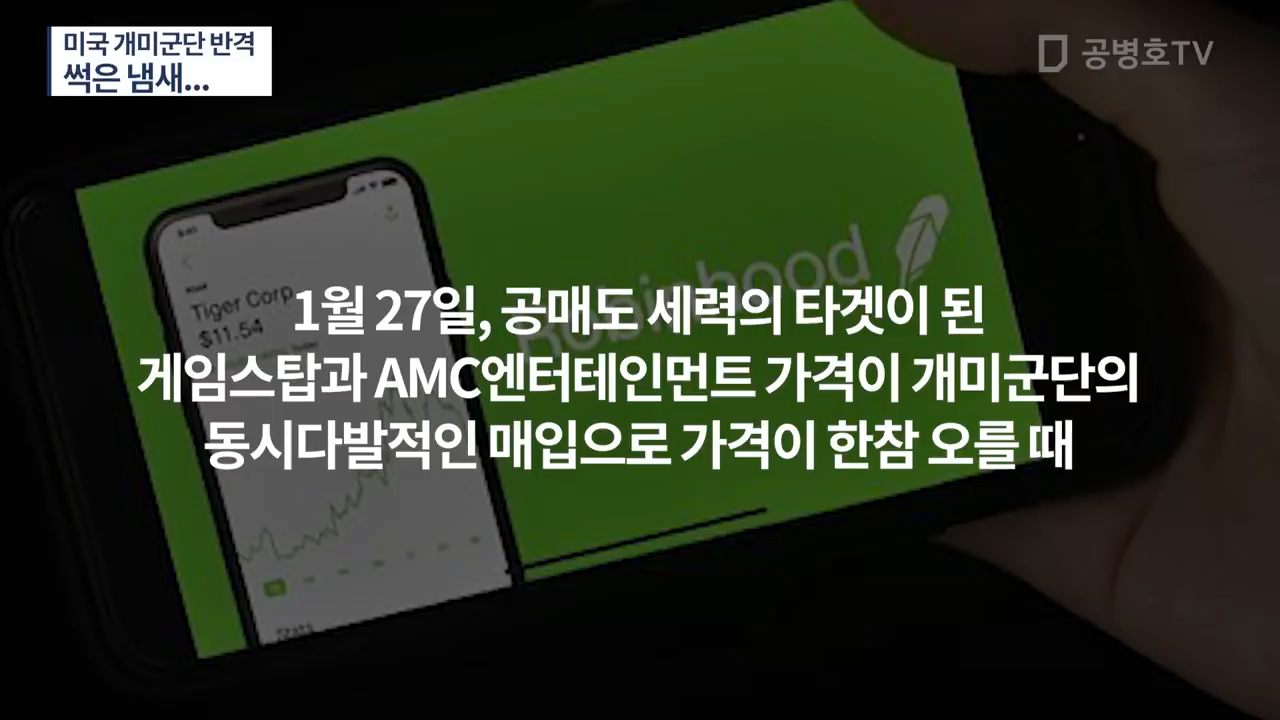 미국 개미군단 반격
썩은 냄새...
공병호TV
Tiger Corp
$11.54
Robinhood
1월 27일, 공매도 세력의 타겟이 된
게임스탑과 AMC엔터테인먼트 가격이 개미군단의
동시다발적인 매입으로 가격이 한참 오를 때
Stats